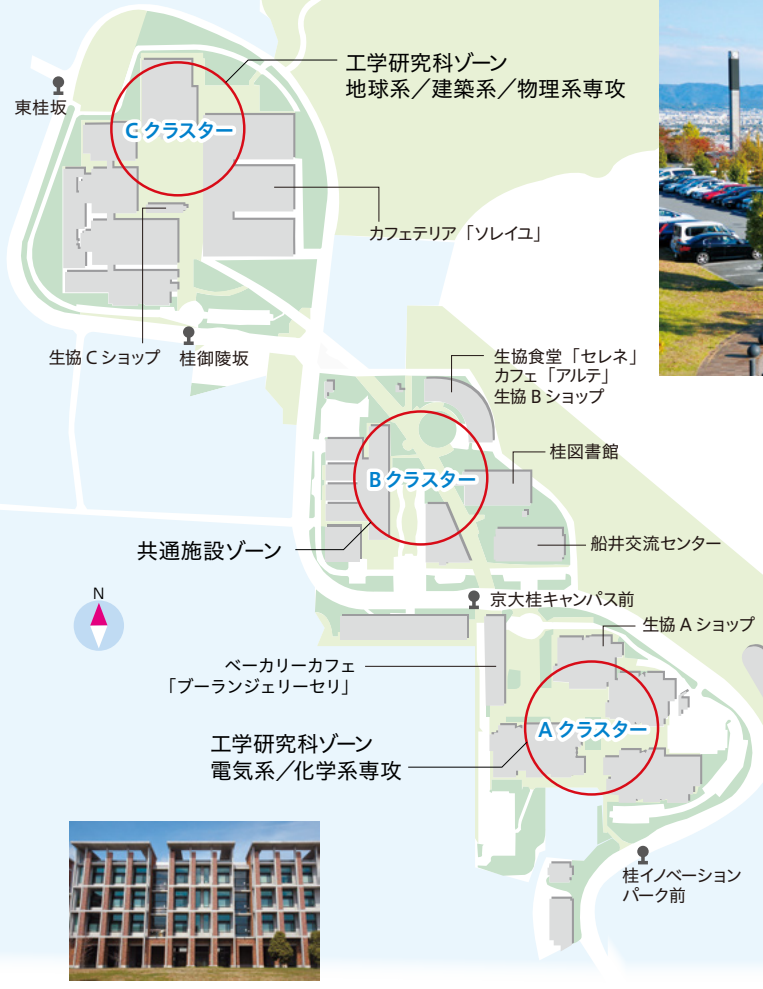 工学研究科ゾーン
地球系／建築系／物理系専攻
東桂坂
Cクラスター
カフェテリア「ソレイユ」
生協Cショップ
桂御陵坂
生協食堂「セレネ」
カフェ「アルテ」
生協Bショップ
桂図書館
Bクラスター
船井交流センター
共通施設ゾーン
N
京大桂キャンパス前
生協Aショップ
ベーカリーカフェ
「ブーランジェリーセリ」
Aクラスター
工学研究科ゾーン
電気系／化学系専攻
桂イノベーション
パーク前